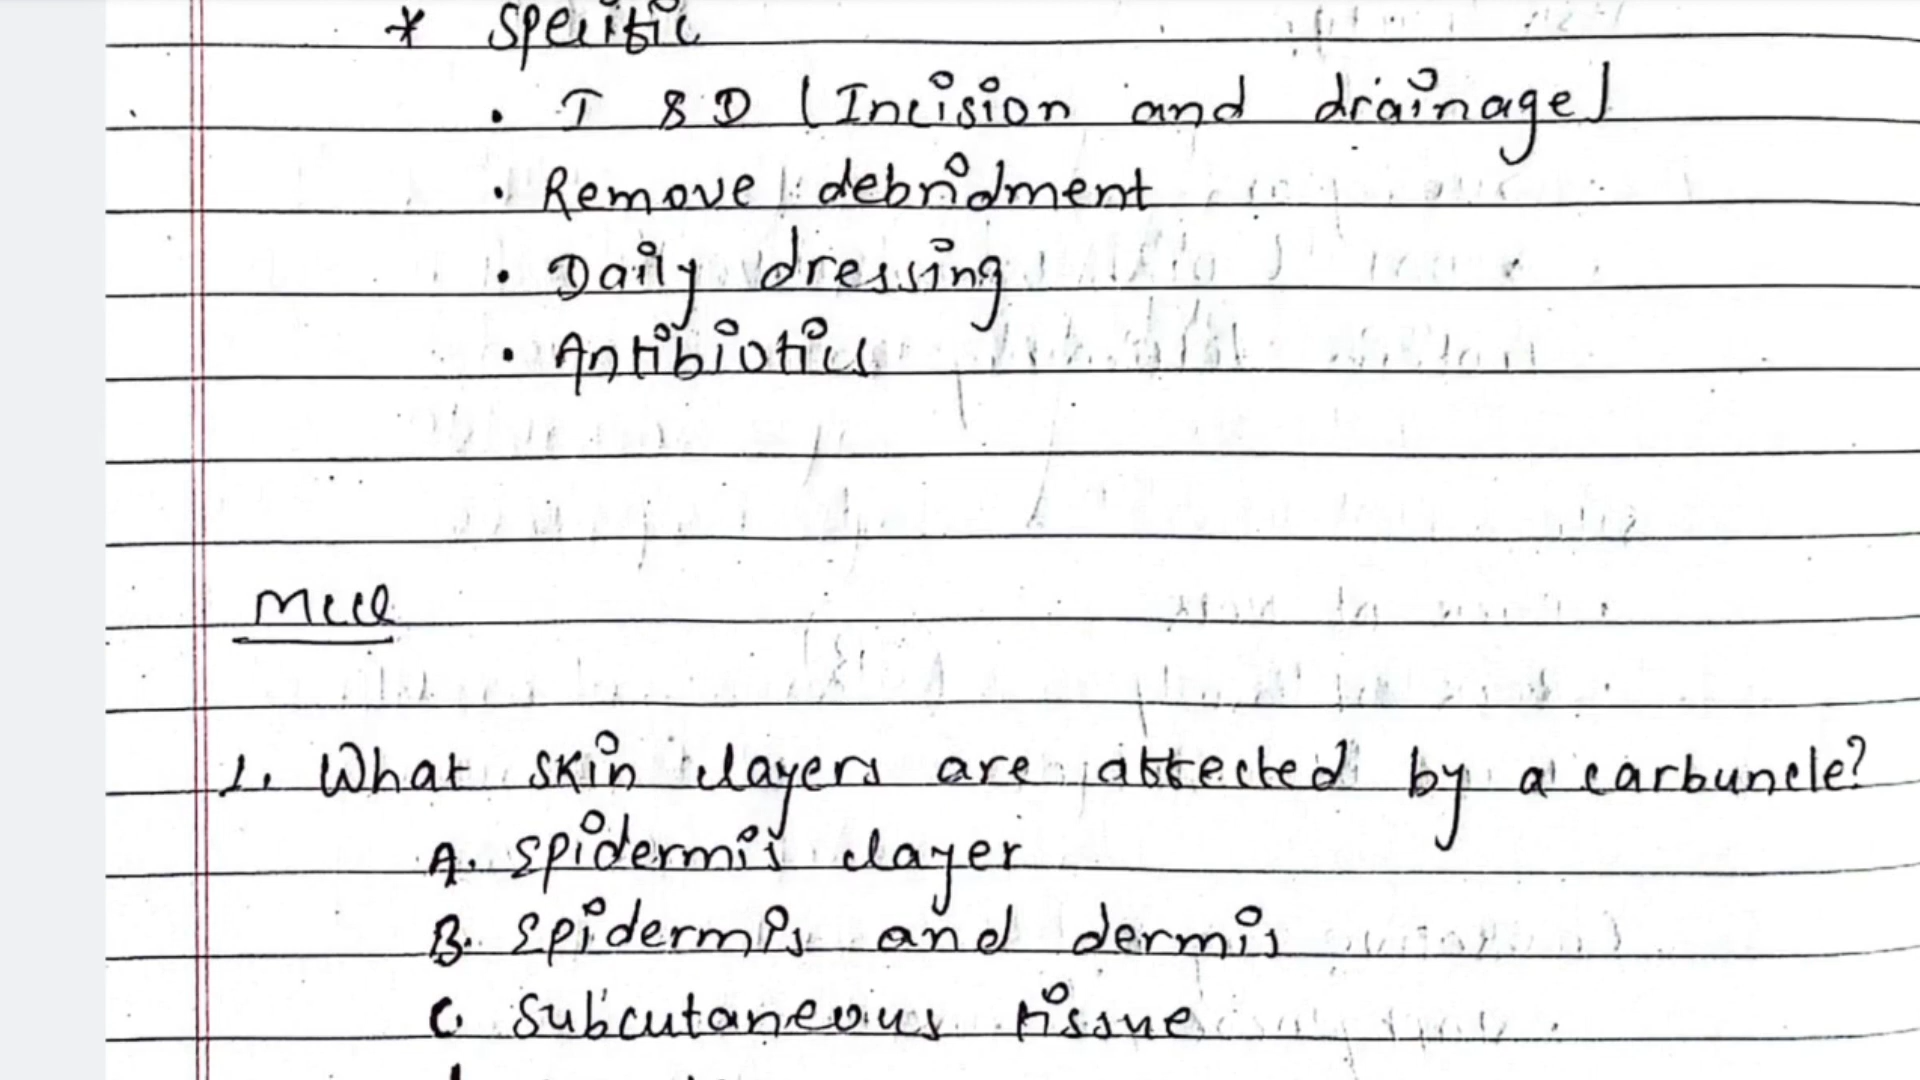 * Specific
• I & D (Incision and drainage)
• Remove debridment
• Daily dressing
• Antibiotics
MCQ
1. What skin layers are affected by a carbuncle?
A. Epidermis layer
B. Epidermis and dermis
C. Subcutaneous tissue